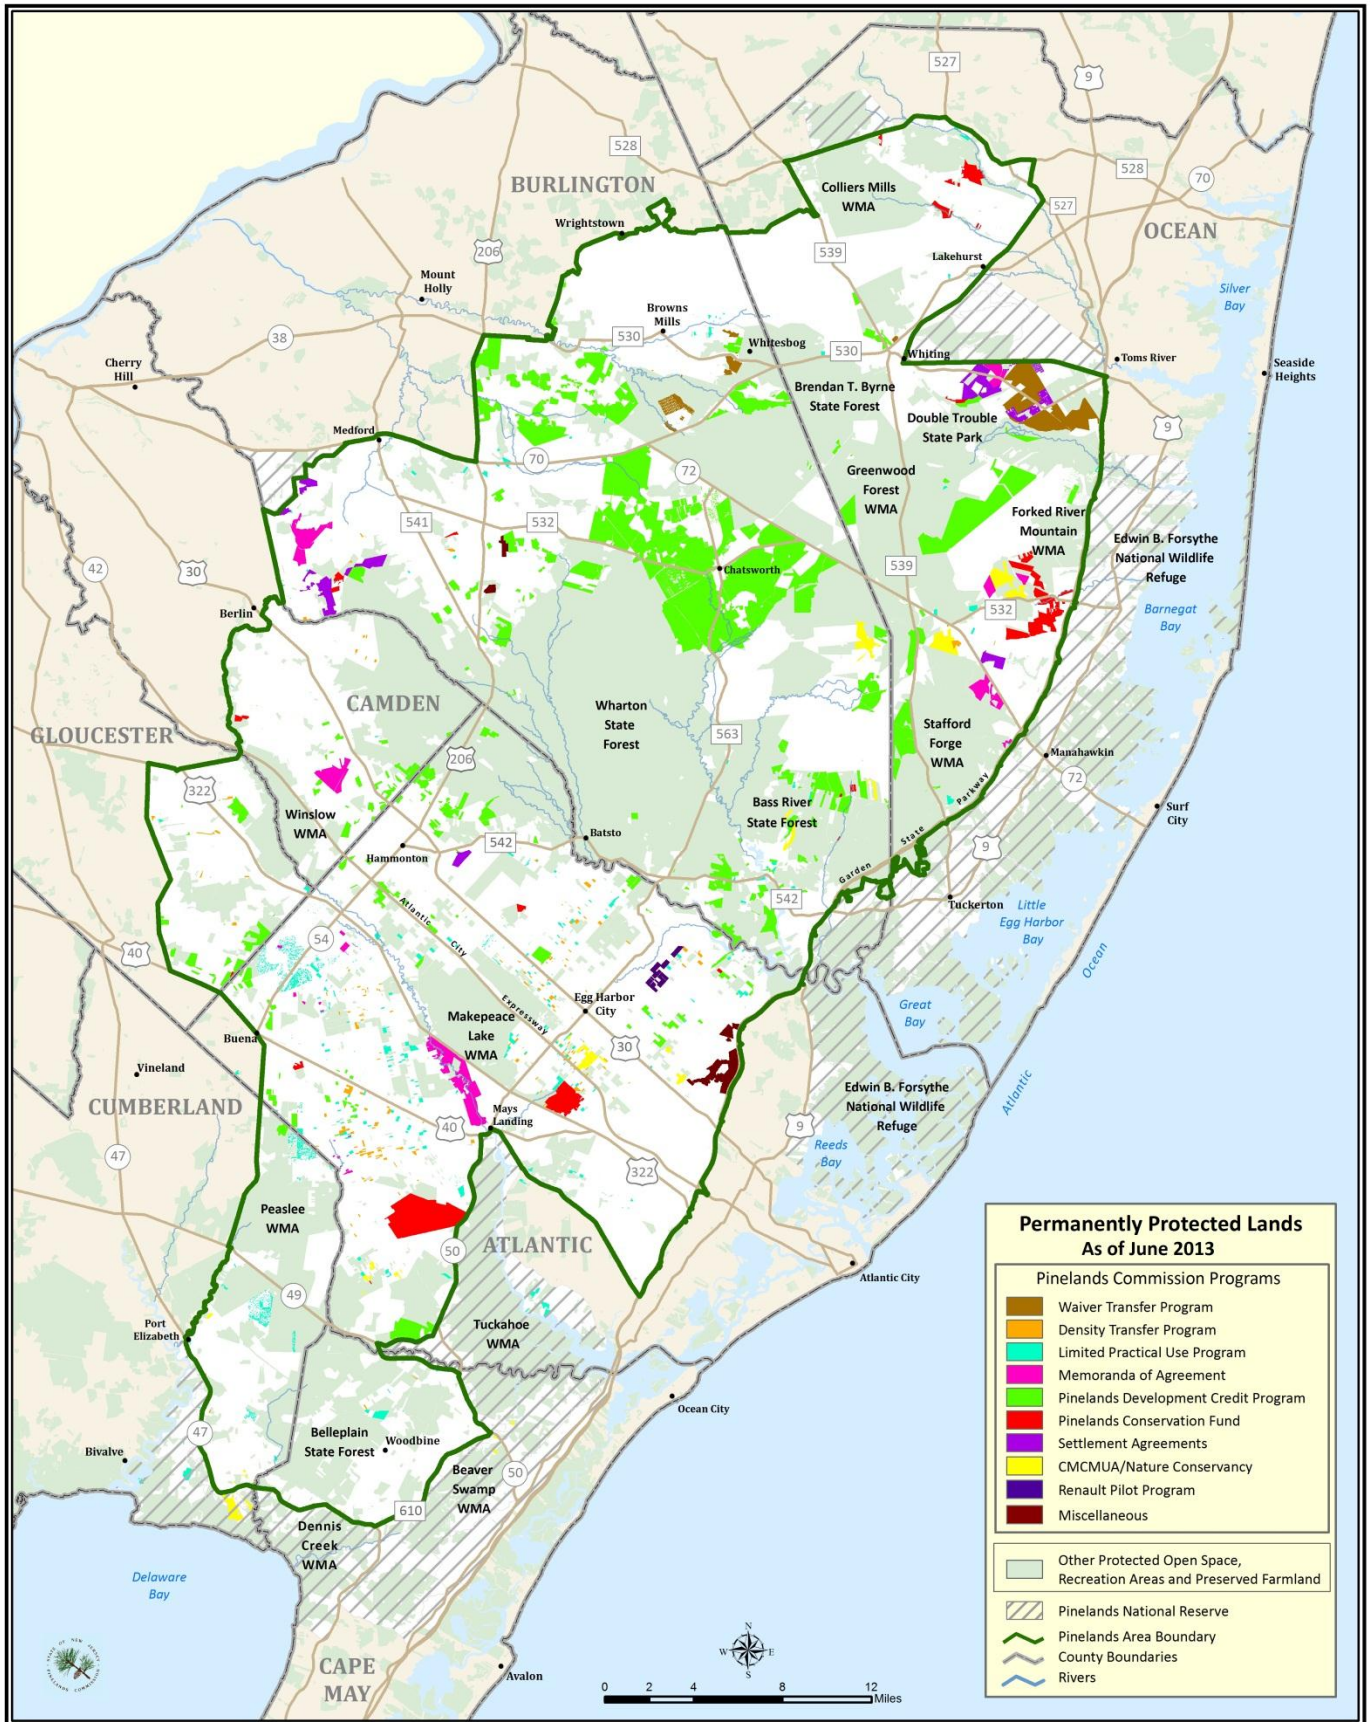 527
9
528
BURLINGTON
528
70
Colliers Mills
WMA
Wrightstown
527
206
539
OCEAN
Lakehurst
Mount
Holly
Silver
Bay
Browns
Mills
38
530
Whitesbog
530
Whiting
Toms River
Cherry
Hill
Seaside
Heights
Brendan T. Byrne
State Forest
Double Trouble
State Park
9
Medford
70
72
Greenwood
Forest
WMA
541
532
Forked River
Mountain
WMA
Edwin B. Forsythe
National Wildlife
Refuge
42
30
Chatsworth
539
532
Berlin
Barnegat
Bay
CAMDEN
Wharton
State
Forest
GLOUCESTER
563
Stafford
Forge
WMA
206
Manahawkin
322
72
Winslow
WMA
Bass River
State Forest
Parkway
Surf
City
Batsto
542
Hammonton
State
9
Garden
542
Tuckerton
Atlantic
Little
Egg Harbor
Bay
54
City
40
Ocean
Egg Harbor
City
Expressway
Great
Bay
Makepeace
Lake
WMA
Buena
30
Vineland
Edwin B. Forsythe
National Wildlife
Refuge
Atlantic
CUMBERLAND
Mays
Landing
40
9
47
Reeds
Bay
322
Peaslee
WMA
ATLANTIC
50
Atlantic City
49
Port
Elizabeth
Tuckahoe
WMA
Ocean City
47
Belleplain
State Forest
Woodbine
Bivalve
Beaver
Swamp
WMA
50
610
Dennis
Creek
WMA
Delaware
Bay
CAPE
MAY
Avalon
STATE OF NEW JERSEY
PINELANDS COMMISSION
N
W E
S
0 2 4 8 12
Miles
Permanently Protected Lands
As of June 2013
Pinelands Commission Programs
Waiver Transfer Program
Density Transfer Program
Limited Practical Use Program
Memoranda of Agreement
Pinelands Development Credit Program
Pinelands Conservation Fund
Settlement Agreements
CMCMUA/Nature Conservancy
Renault Pilot Program
Miscellaneous
Other Protected Open Space,
Recreation Areas and Preserved Farmland
Pinelands National Reserve
Pinelands Area Boundary
County Boundaries
Rivers